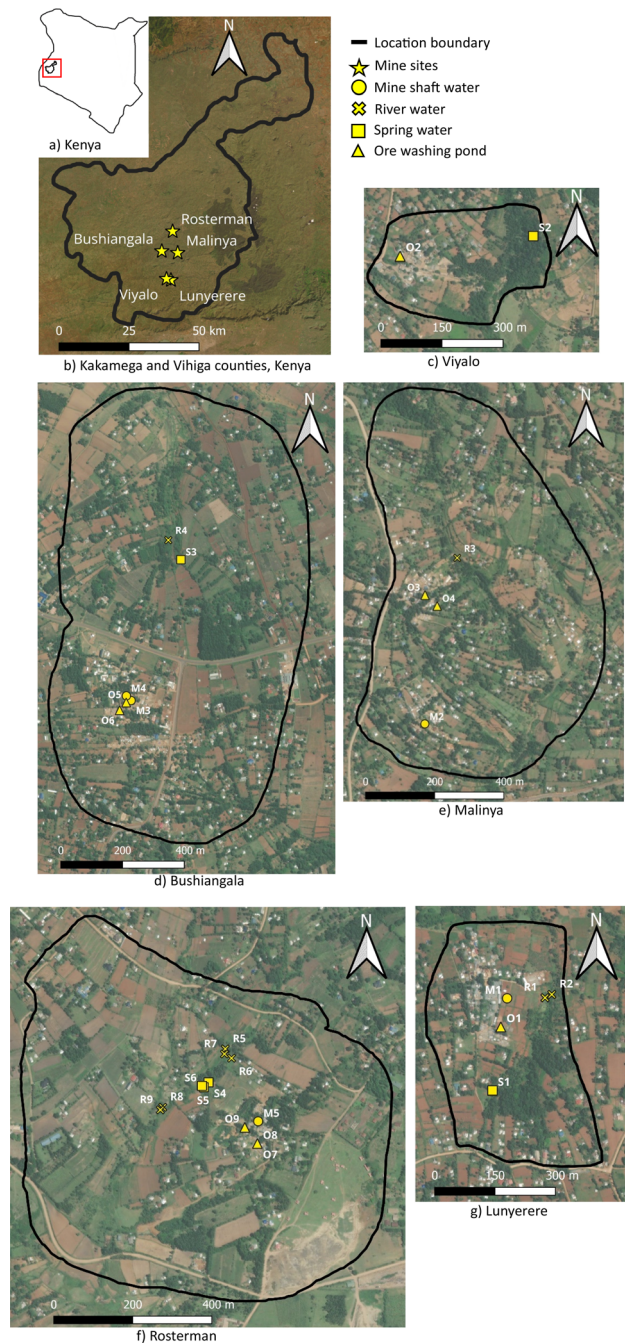 N
Location boundary
Mine sites
Mine shaft water
River water
Spring water
Ore washing pond
a) Kenya
Rosterman
Bushiangala
Malinya
Viyalo
Lunyerere
0 25 50 km
b) Kakamega and Vihiga counties, Kenya
N
S2
O2
0 150 300 m
c) Viyalo
N
R4
S3
O5
M4
M3
O6
0 200 400 m
d) Bushiangala
N
R3
O3
O4
M2
0 200 400 m
e) Malinya
N
R7
R5
R6
S6
S4
S5
R9
R8
O9
M5
O8
O7
0 200 400 m
f) Rosterman
N
M1
R1
R2
O1
S1
0 150 300 m
g) Lunyerere